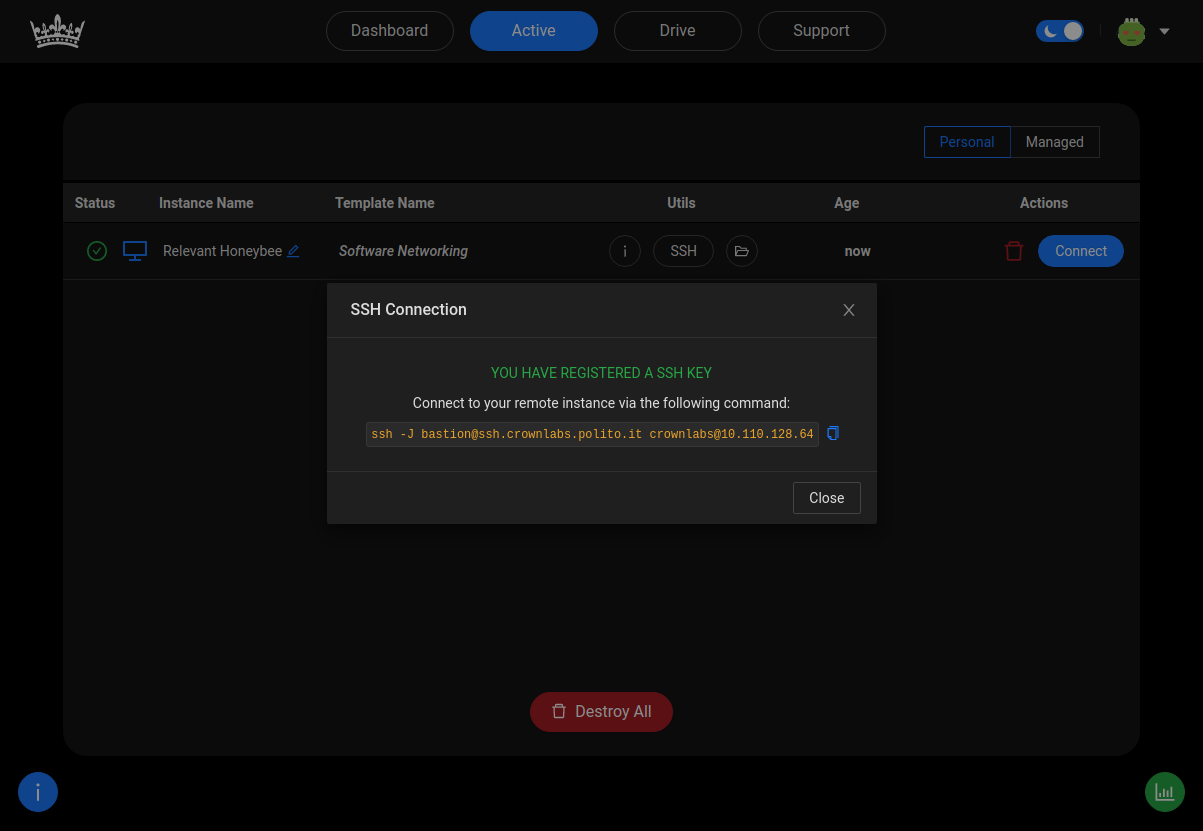 Dashboard
Active
Drive
Support
Personal
Managed
Status
Instance Name
Template Name
Utils
Age
Actions
Relevant Honeybee
Software Networking
i
SSH
now
Connect
SSH Connection
YOU HAVE REGISTERED A SSH KEY
Connect to your remote instance via the following command:
ssh -J bastion@ssh.crownlabs.polito.it crownlabs@10.110.128.64
Close
Destroy All
i